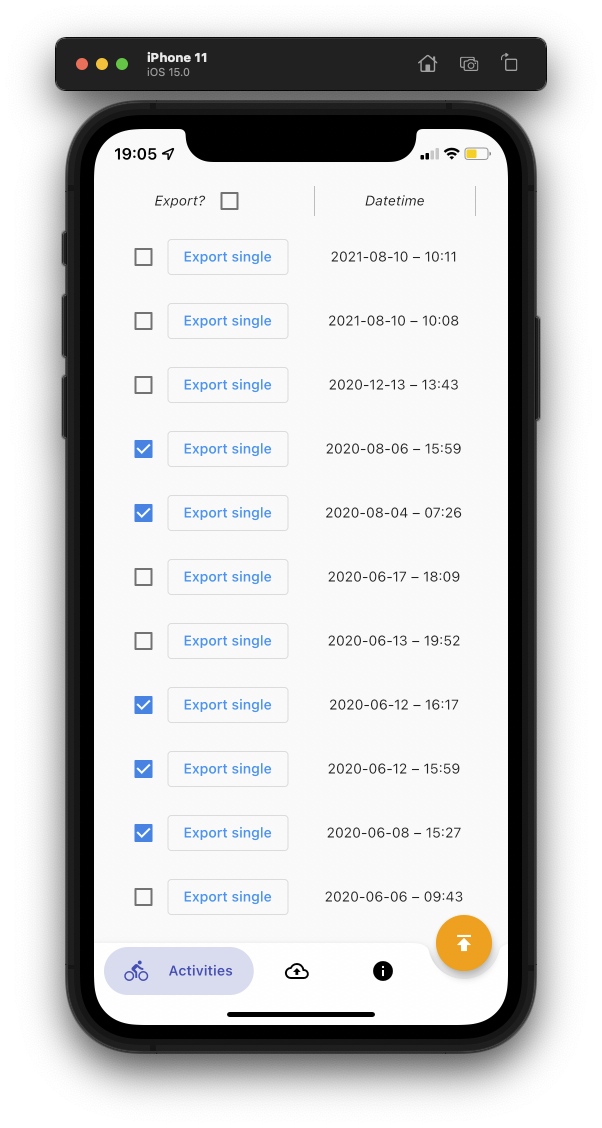 iPhone 11
iOS 15.0
19:05
Export? Datetime
Export single 2021-08-10 – 10:11
Export single 2021-08-10 – 10:08
Export single 2020-12-13 – 13:43
Export single 2020-08-06 – 15:59
Export single 2020-08-04 – 07:26
Export single 2020-06-17 – 18:09
Export single 2020-06-13 – 19:52
Export single 2020-06-12 – 16:17
Export single 2020-06-12 – 15:59
Export single 2020-06-08 – 15:27
Export single 2020-06-06 – 09:43
Activities